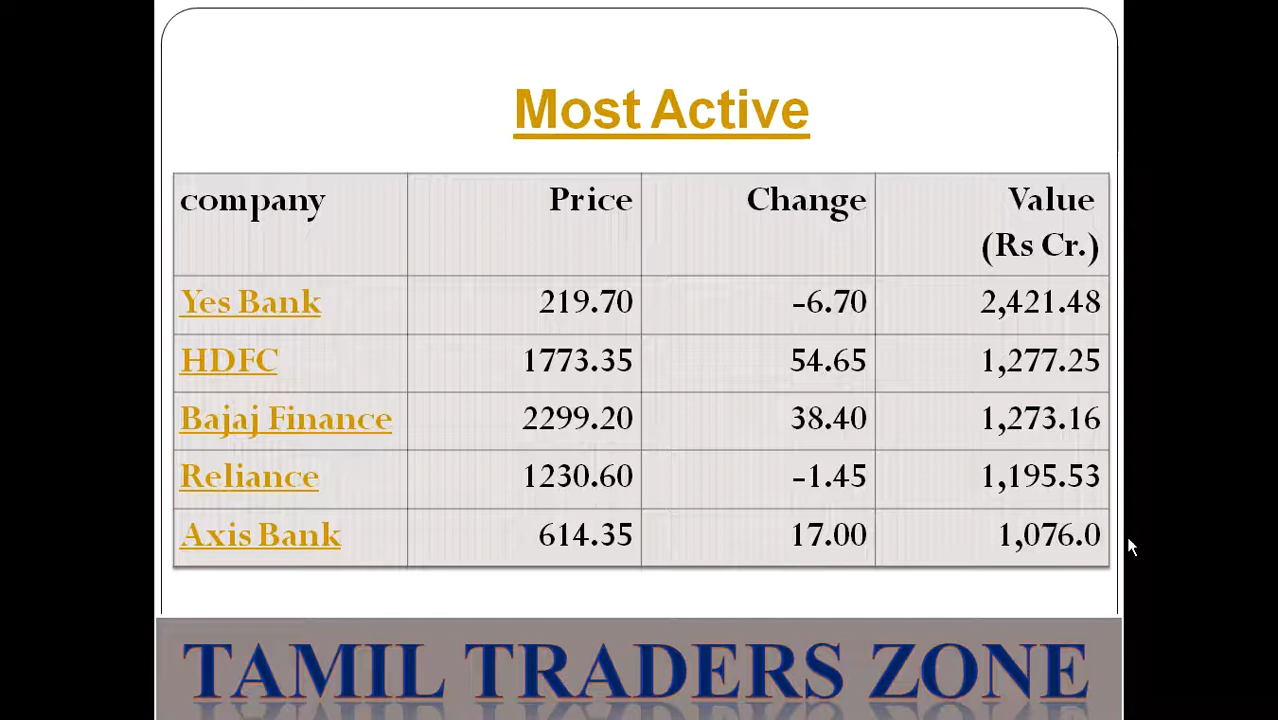 Most Active
company Price Change Value
(Rs Cr.)
Yes Bank 219.70 -6.70 2,421.48
HDFC 1773.35 54.65 1,277.25
Bajaj Finance 2299.20 38.40 1,273.16
Reliance 1230.60 -1.45 1,195.53
Axis Bank 614.35 17.00 1,076.0
TAMIL TRADERS ZONE